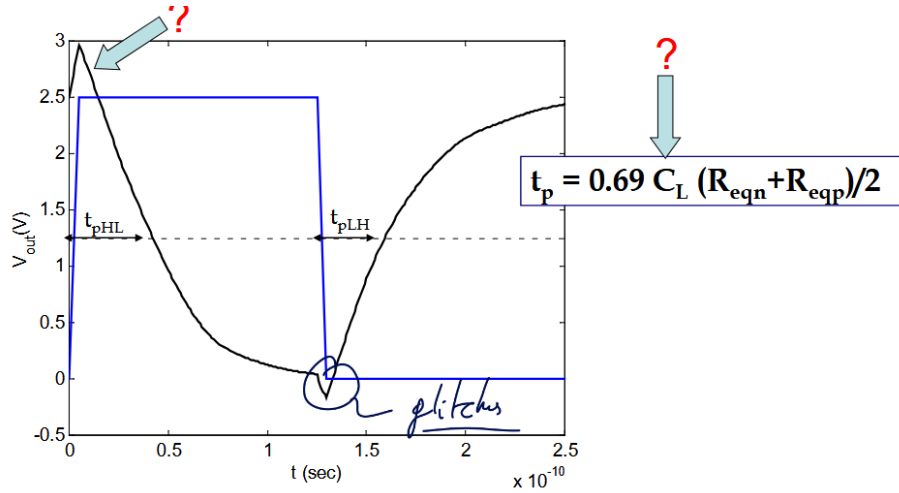 ?
?
3
2.5
2
1.5
1
0.5
0
-0.5
V_out(V)
t_pHL
t_pLH
t_p = 0.69 C_L (R_eqn+R_eqp)/2
glitches
0
0.5
1
1.5
2
2.5
t (sec)
x 10^-10